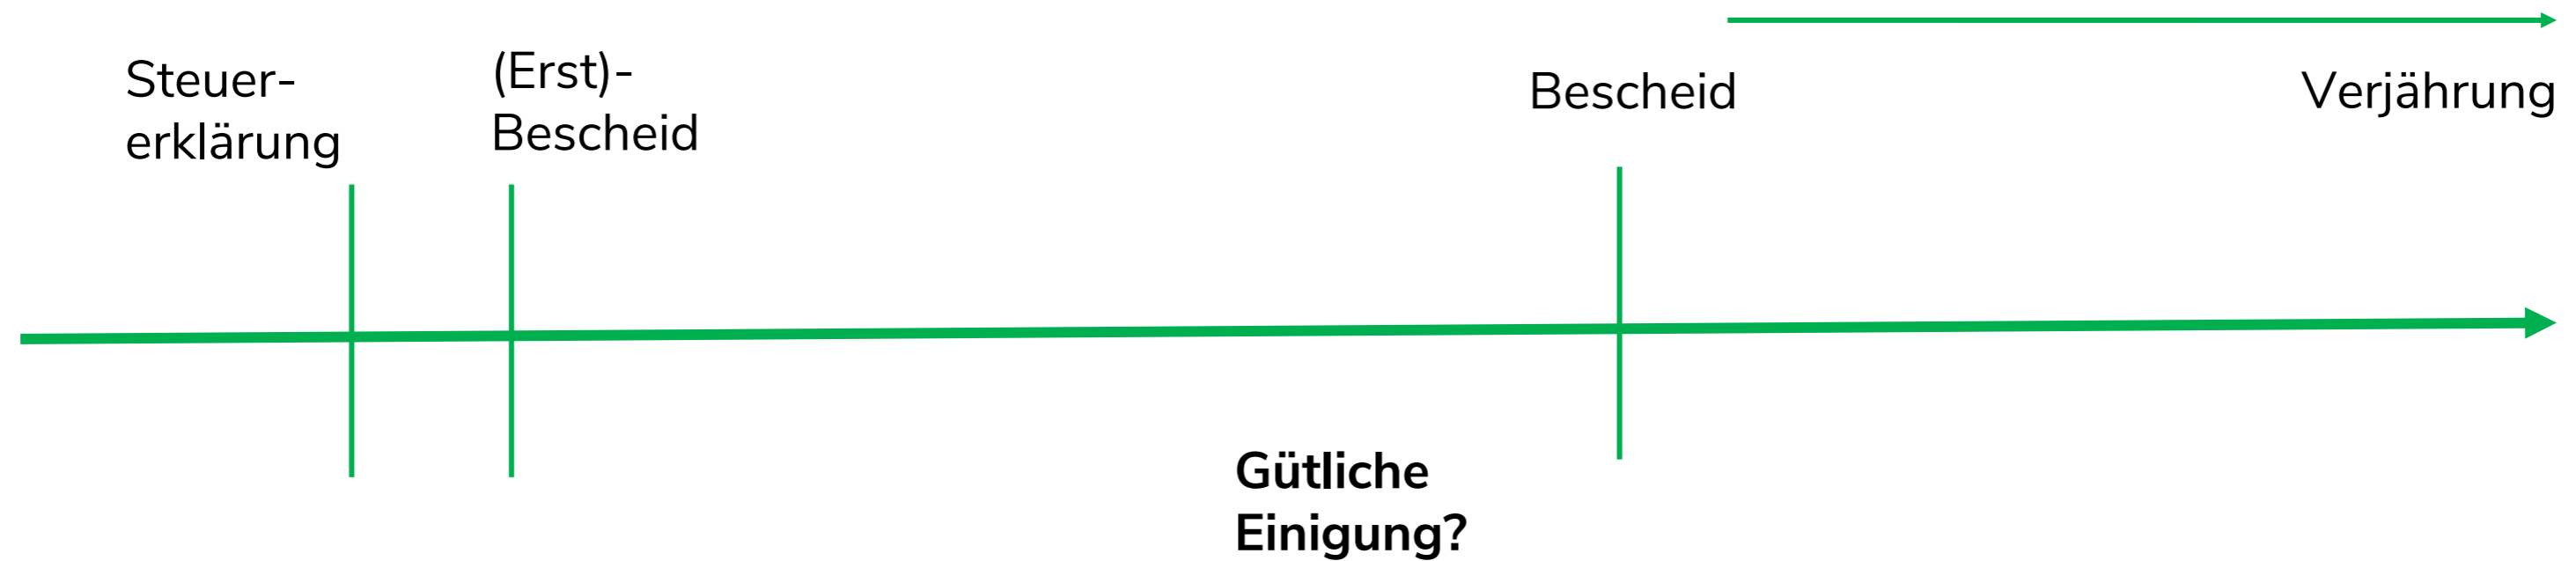 Steuer-
erklärung
(Erst)-
Bescheid
Bescheid
Verjährung
Gütliche
Einigung?